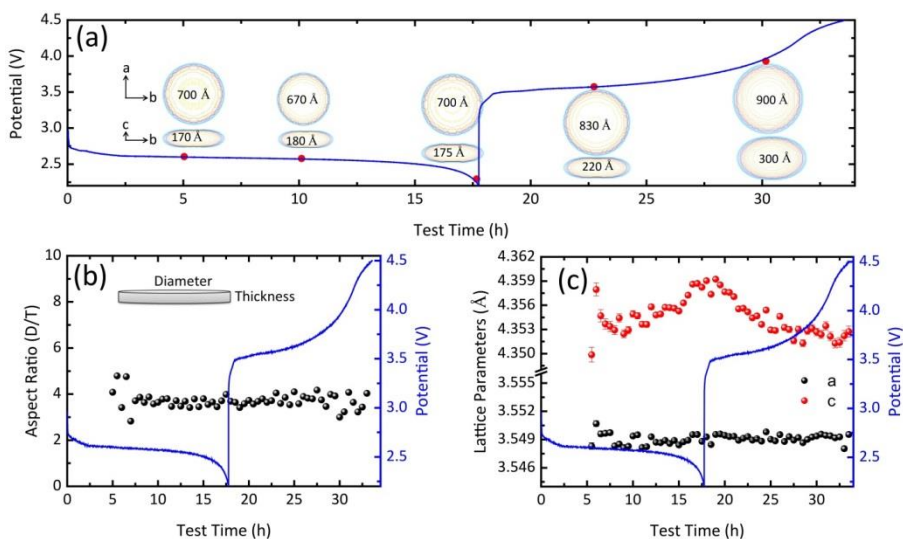 (a)
Potential (V)
4.5
4.0
3.5
3.0
2.5
a
b
c
b
700 Å
170 Å
670 Å
180 Å
700 Å
175 Å
830 Å
220 Å
900 Å
300 Å
0 5 10 15 20 25 30
Test Time (h)
(b)
Aspect Ratio (D/T)
10
8
6
4
2
0
Diameter
Thickness
4.5
4.0
3.5
3.0
2.5
Potential (V)
0 5 10 15 20 25 30
Test Time (h)
(c)
Lattice Parameters (Å)
4.362
4.359
4.356
4.353
4.350
3.555
3.552
3.549
3.546
a
c
4.5
4.0
3.5
3.0
2.5
Potential (V)
0 5 10 15 20 25 30
Test Time (h)